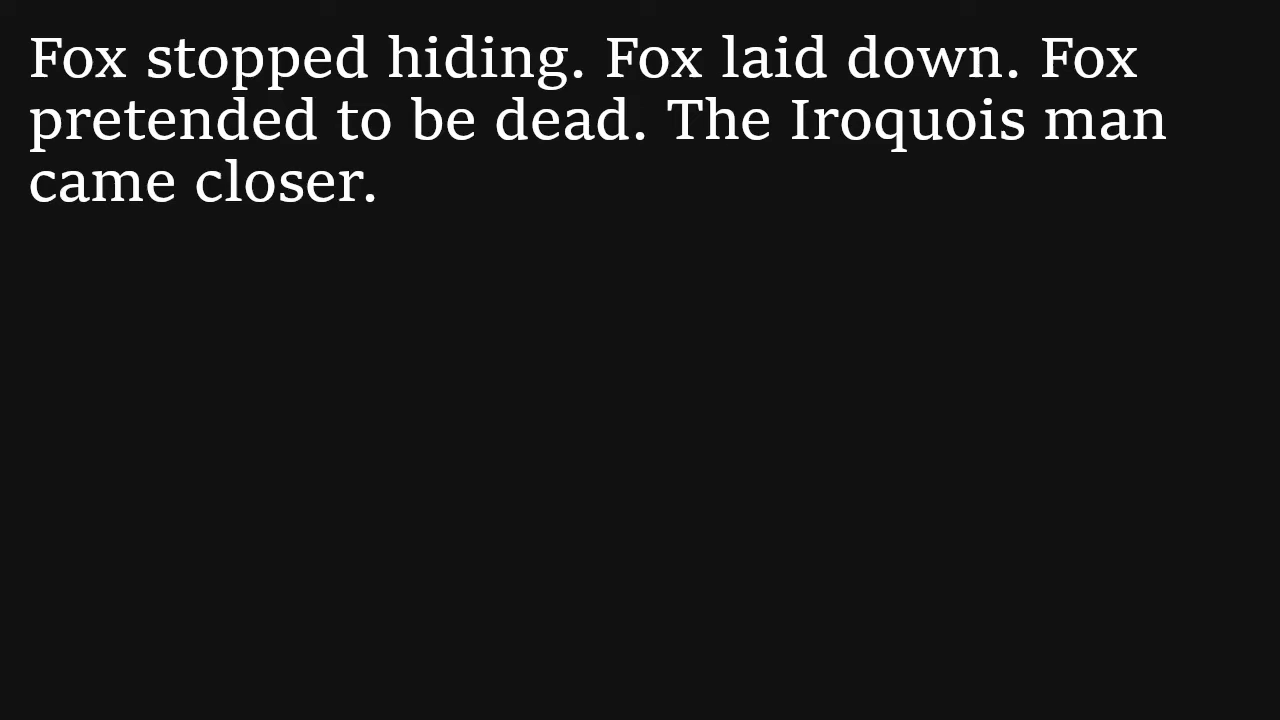 Fox stopped hiding. Fox laid down. Fox
pretended to be dead. The Iroquois man
came closer.